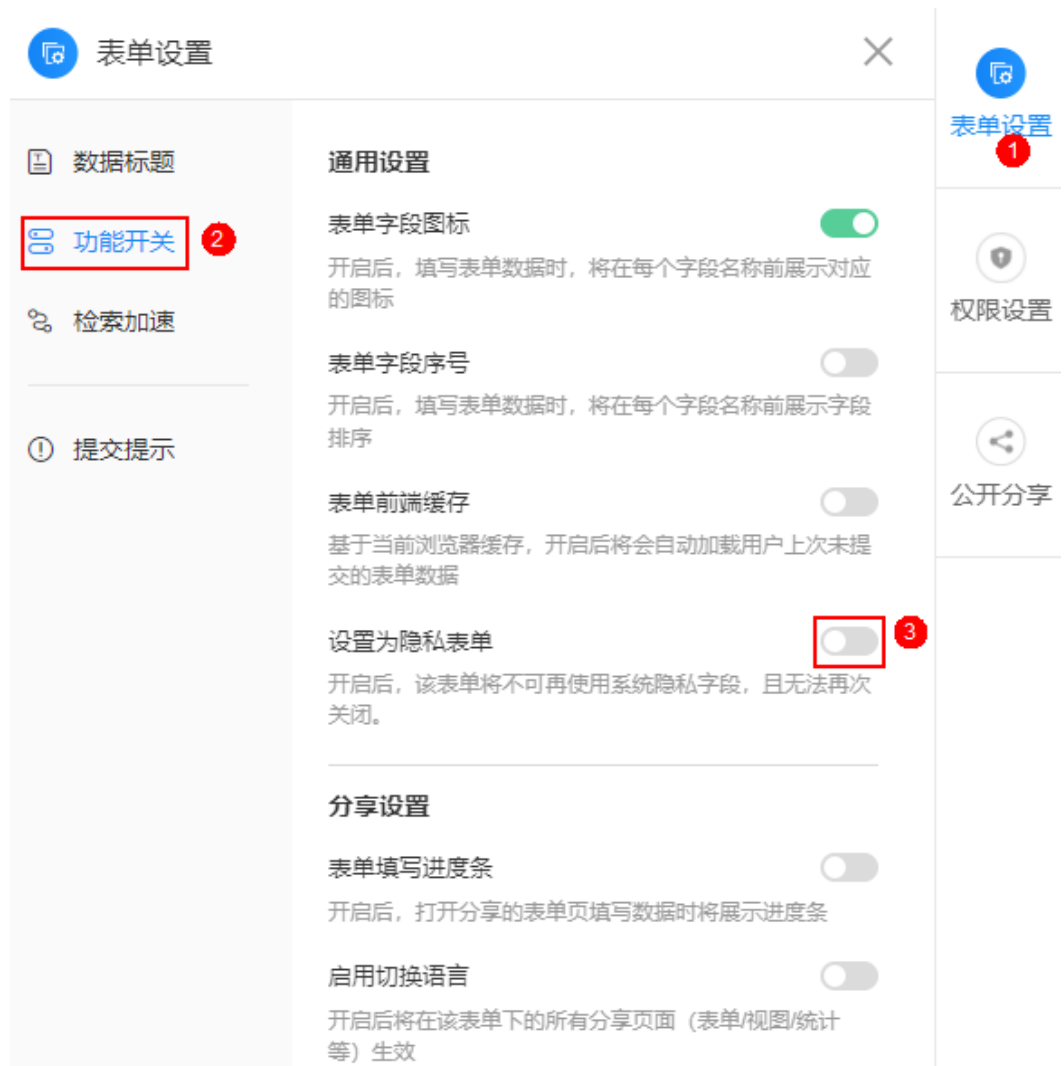 表单设置
数据标题
功能开关
2
检索加速
提交提示
通用设置
表单字段图标
开启后，填写表单数据时，将在每个字段名称前展示对应
的图标
表单字段序号
开启后，填写表单数据时，将在每个字段名称前展示字段
排序
表单前端缓存
基于当前浏览器缓存，开启后将会自动加载用户上次未提
交的表单数据
设置为隐私表单
3
开启后，该表单将不可再使用系统隐私字段，且无法再次
关闭。
分享设置
表单填写进度条
开启后，打开分享的表单页填写数据时将展示进度条
启用切换语言
开启后将在该表单下的所有分享页面（表单/视图/统计
等）生效
表单设置
1
权限设置
公开分享